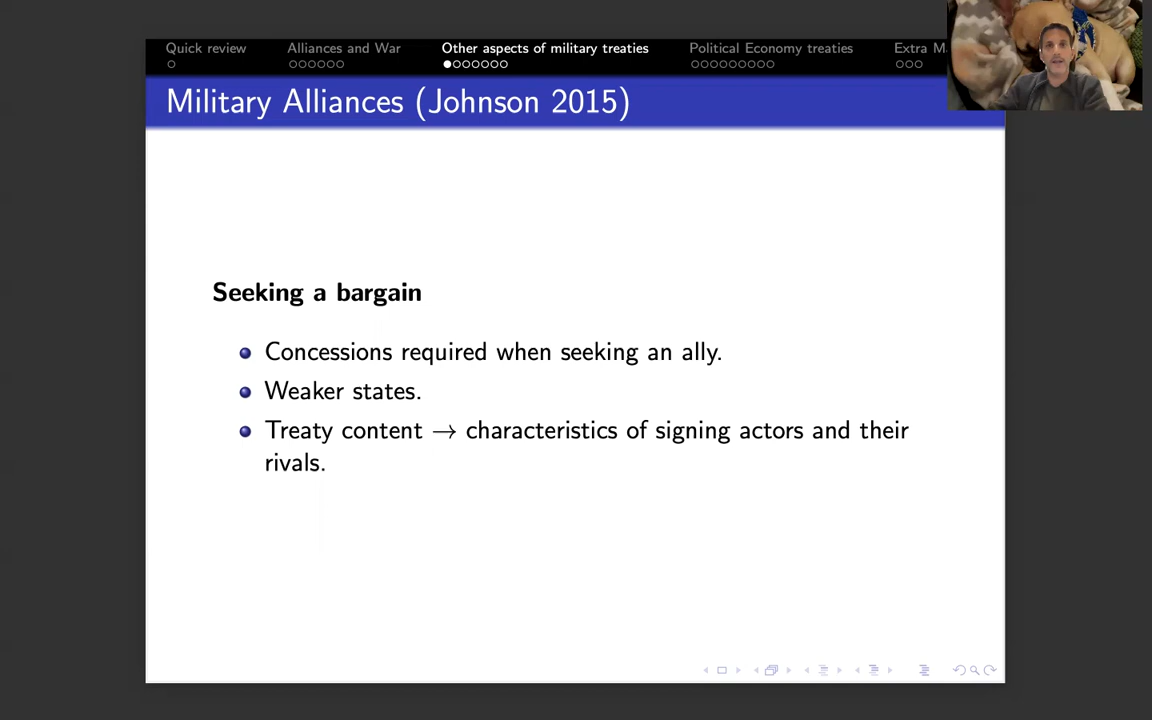 Quick review
Alliances and War
Other aspects of military treaties
Political Economy treaties
Extra M
Military Alliances (Johnson 2015)
Seeking a bargain
Concessions required when seeking an ally.
Weaker states.
Treaty content → characteristics of signing actors and their
rivals.